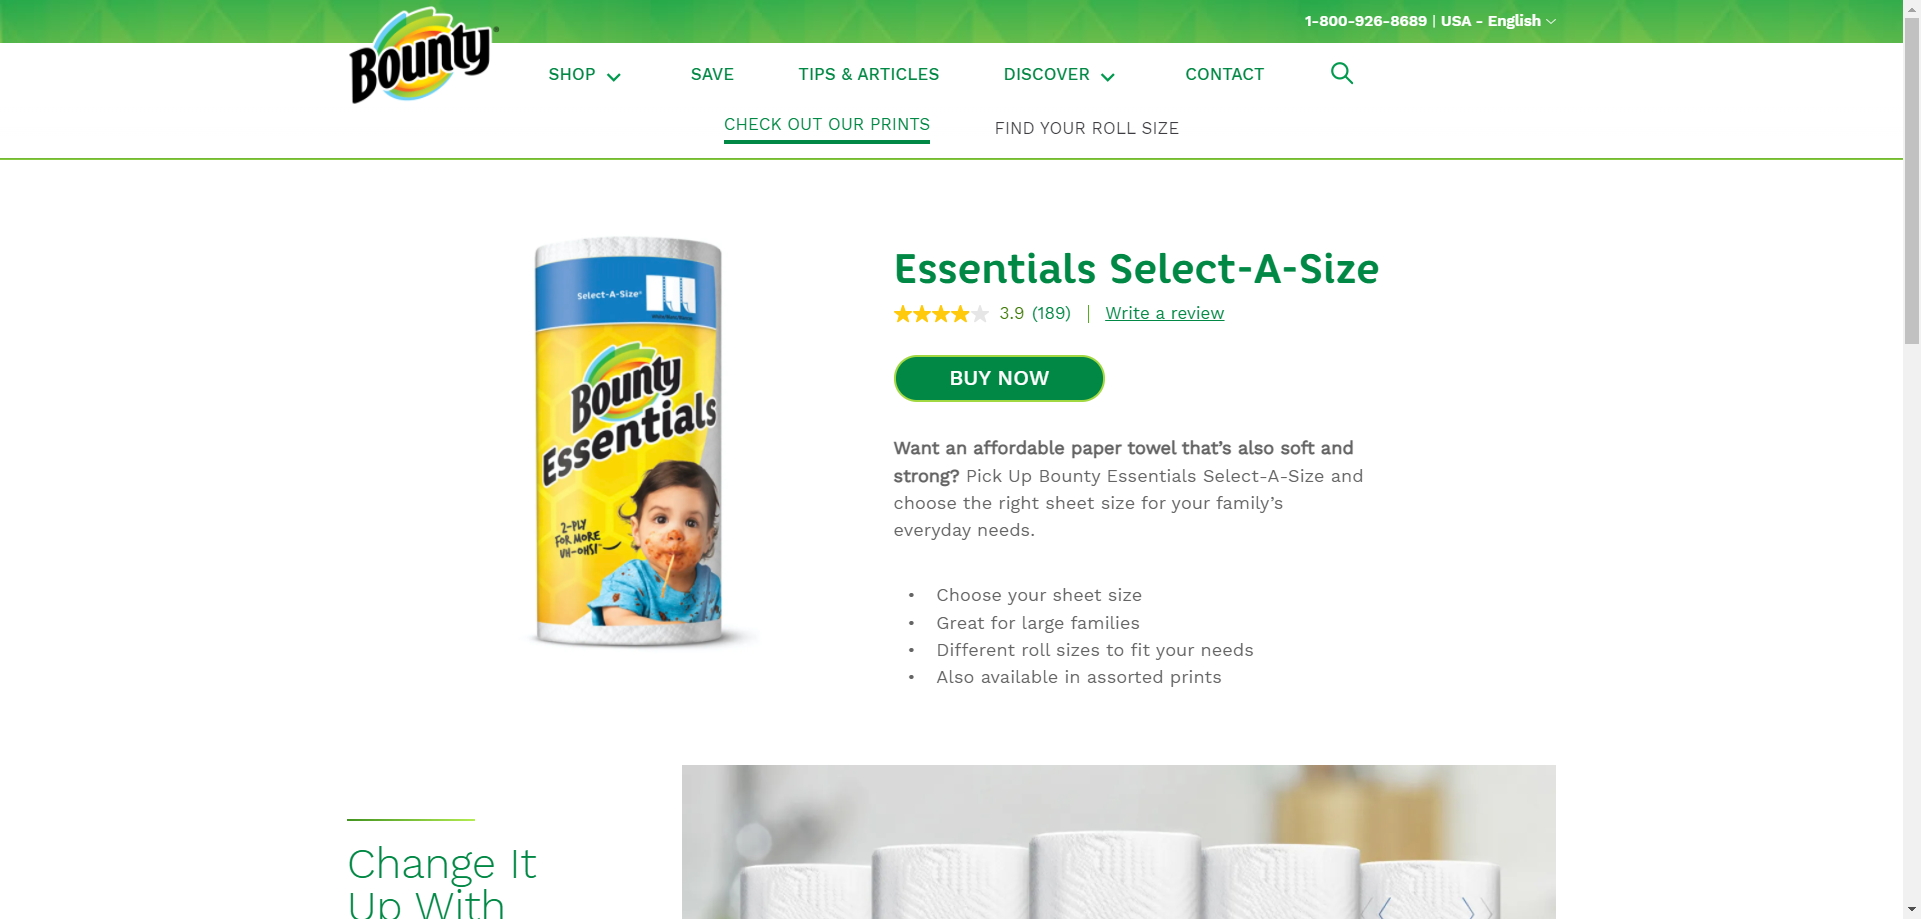 1-800-926-8689 | USA - English
Bounty®
SHOP
SAVE
TIPS & ARTICLES
DISCOVER
CONTACT
CHECK OUT OUR PRINTS
FIND YOUR ROLL SIZE
Select-A-Size®
Bounty
Essentials
2-PLY
FOR MORE
UH-OHS!
Essentials Select-A-Size
3.9 (189) | Write a review
BUY NOW
Want an affordable paper towel that’s also soft and
strong? Pick Up Bounty Essentials Select-A-Size and
choose the right sheet size for your family’s
everyday needs.
• Choose your sheet size
• Great for large families
• Different roll sizes to fit your needs
• Also available in assorted prints
Change It
Up With